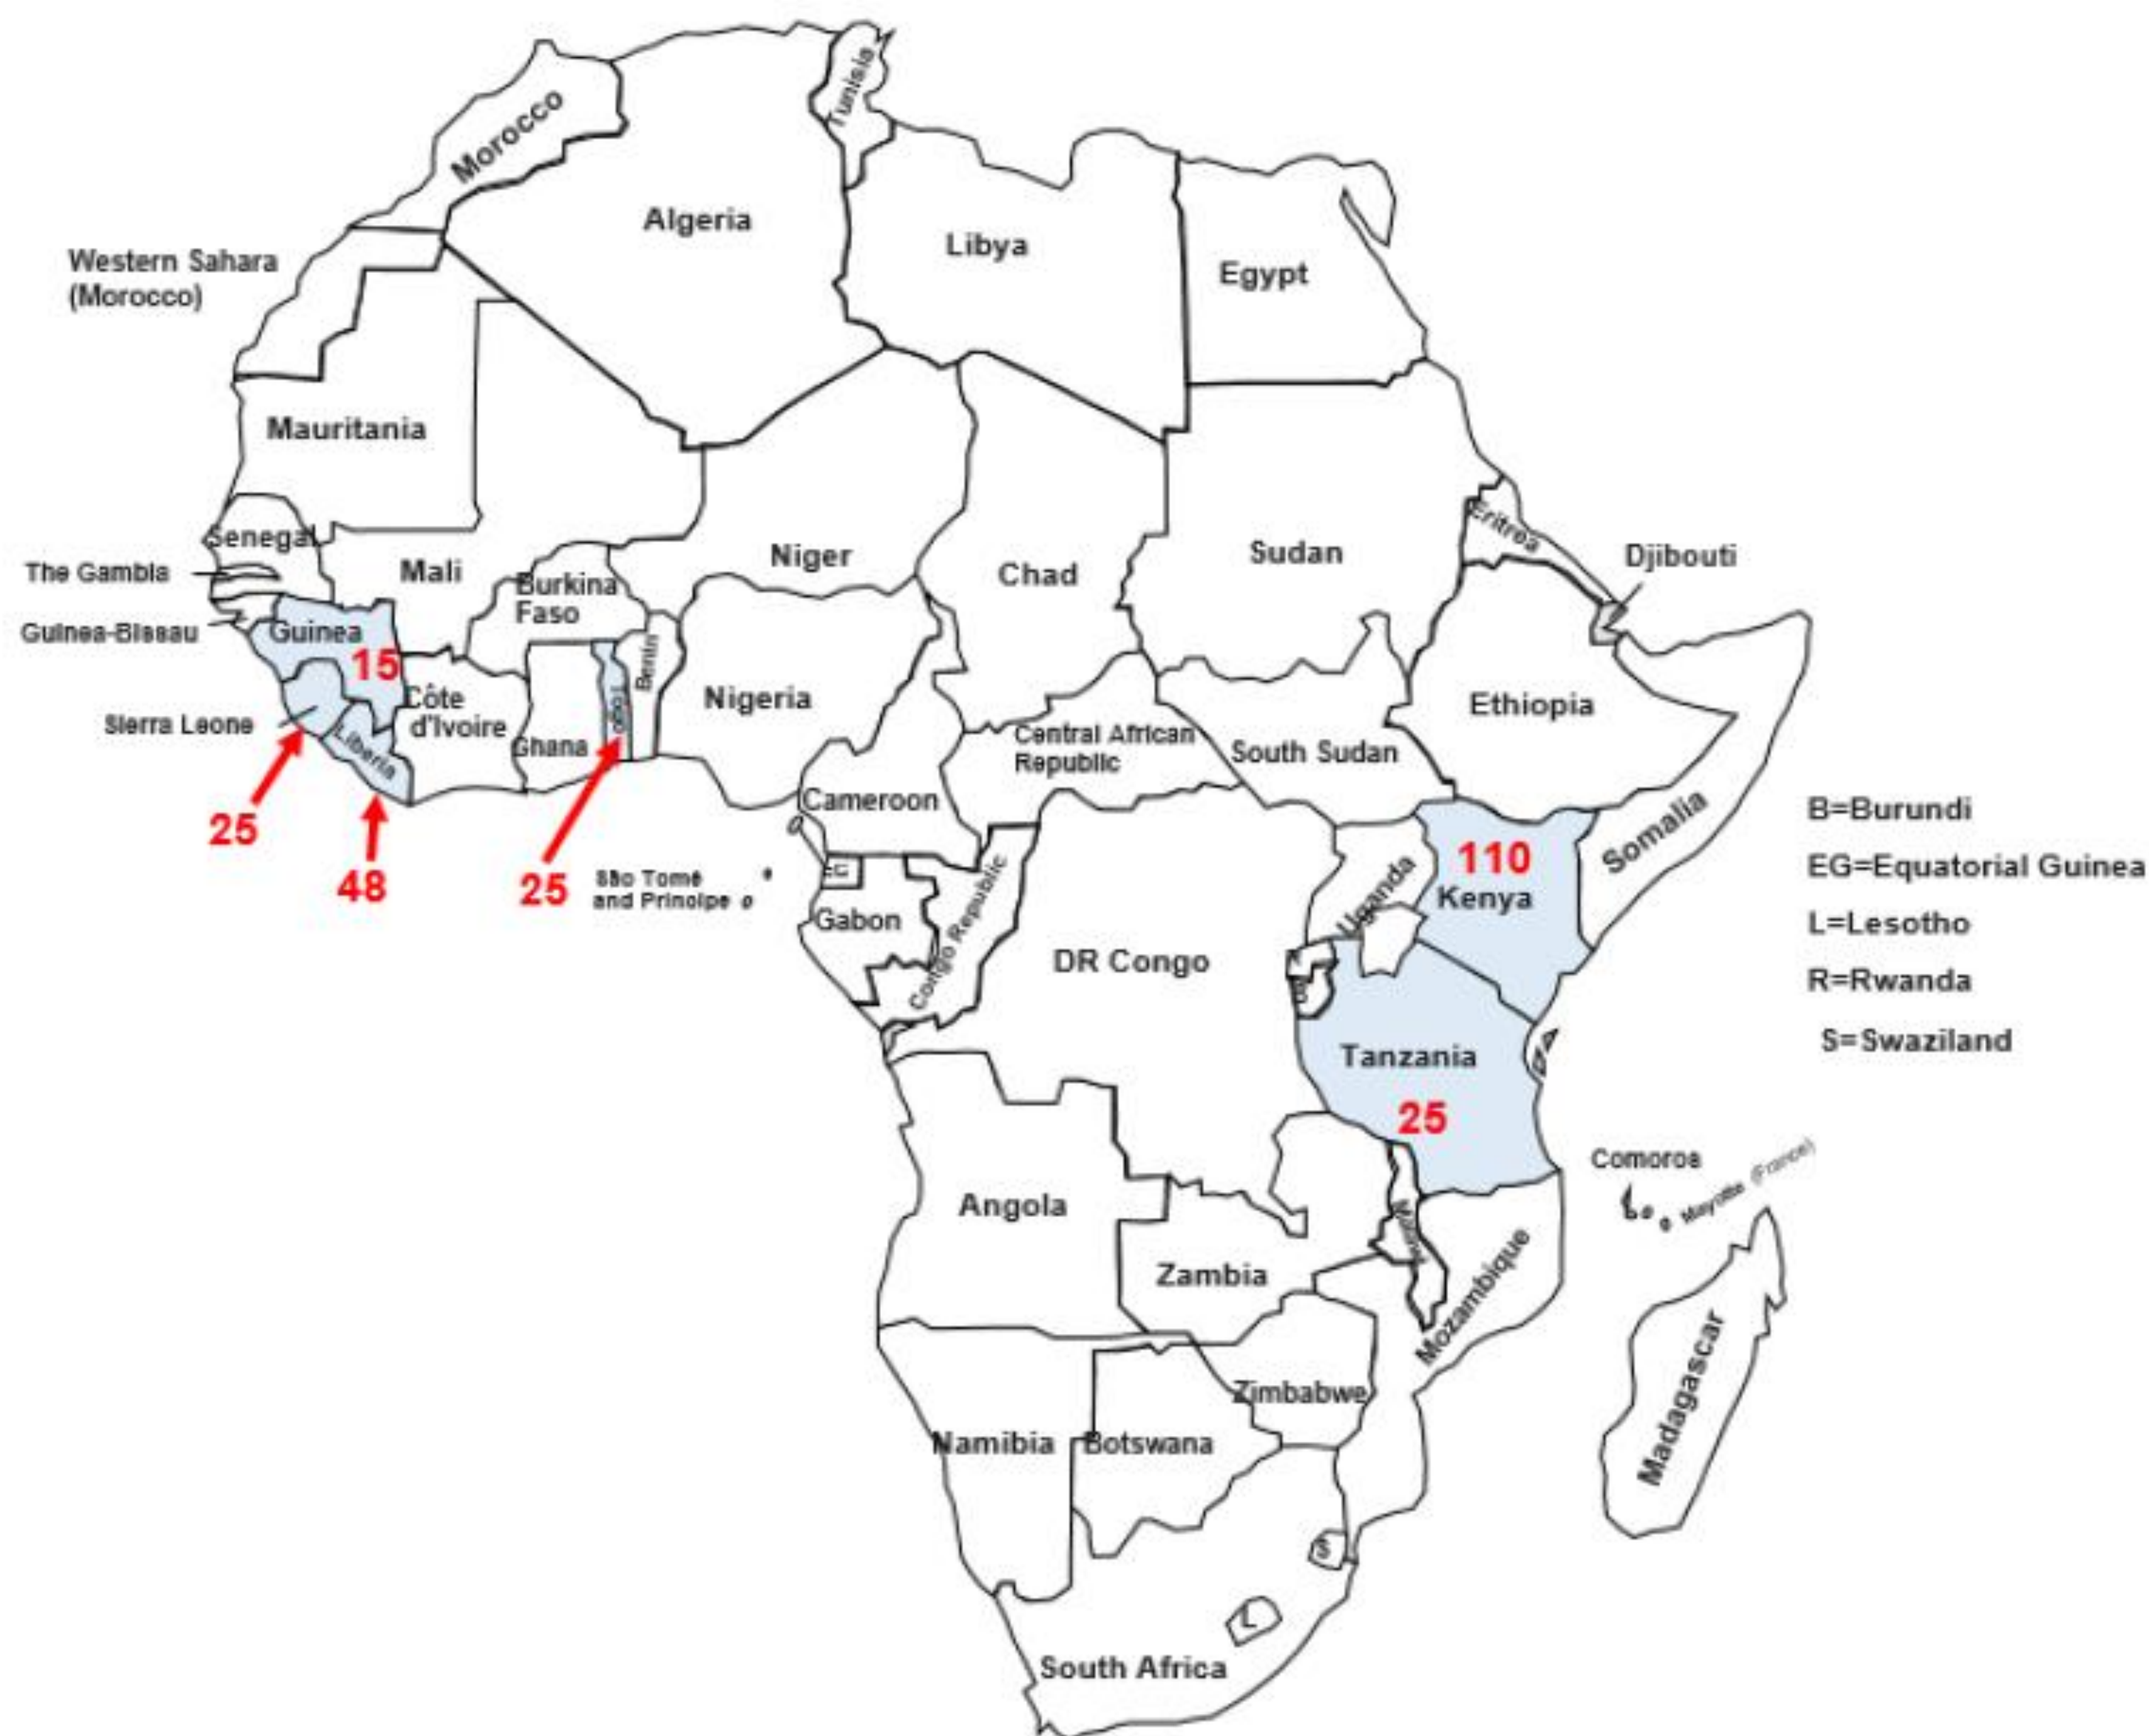 Tunisia
Morocco
Algeria
Libya
Egypt
Western Sahara
(Morocco)
Mauritania
Senegal
The Gambia
Mali
Niger
Chad
Sudan
Eritrea
Djibouti
Burkina
Faso
Guinea-Bissau
Guinea
15
Benin
Togo
Nigeria
Ethiopia
Côte
d'Ivoire
Sierra Leone
Liberia
Ghana
Central African
Republic
South Sudan
Cameroon
Somalia
25
48
25
São Tomé
and Principe
EG
Gabon
Congo Republic
DR Congo
Uganda
110
Kenya
B=Burundi
EG=Equatorial Guinea
L=Lesotho
R=Rwanda
S=Swaziland
Tanzania
25
Comoros
Mayotte (France)
Angola
Zambia
Malawi
Mozambique
Madagascar
Zimbabwe
Namibia
Botswana
S
L
South Africa